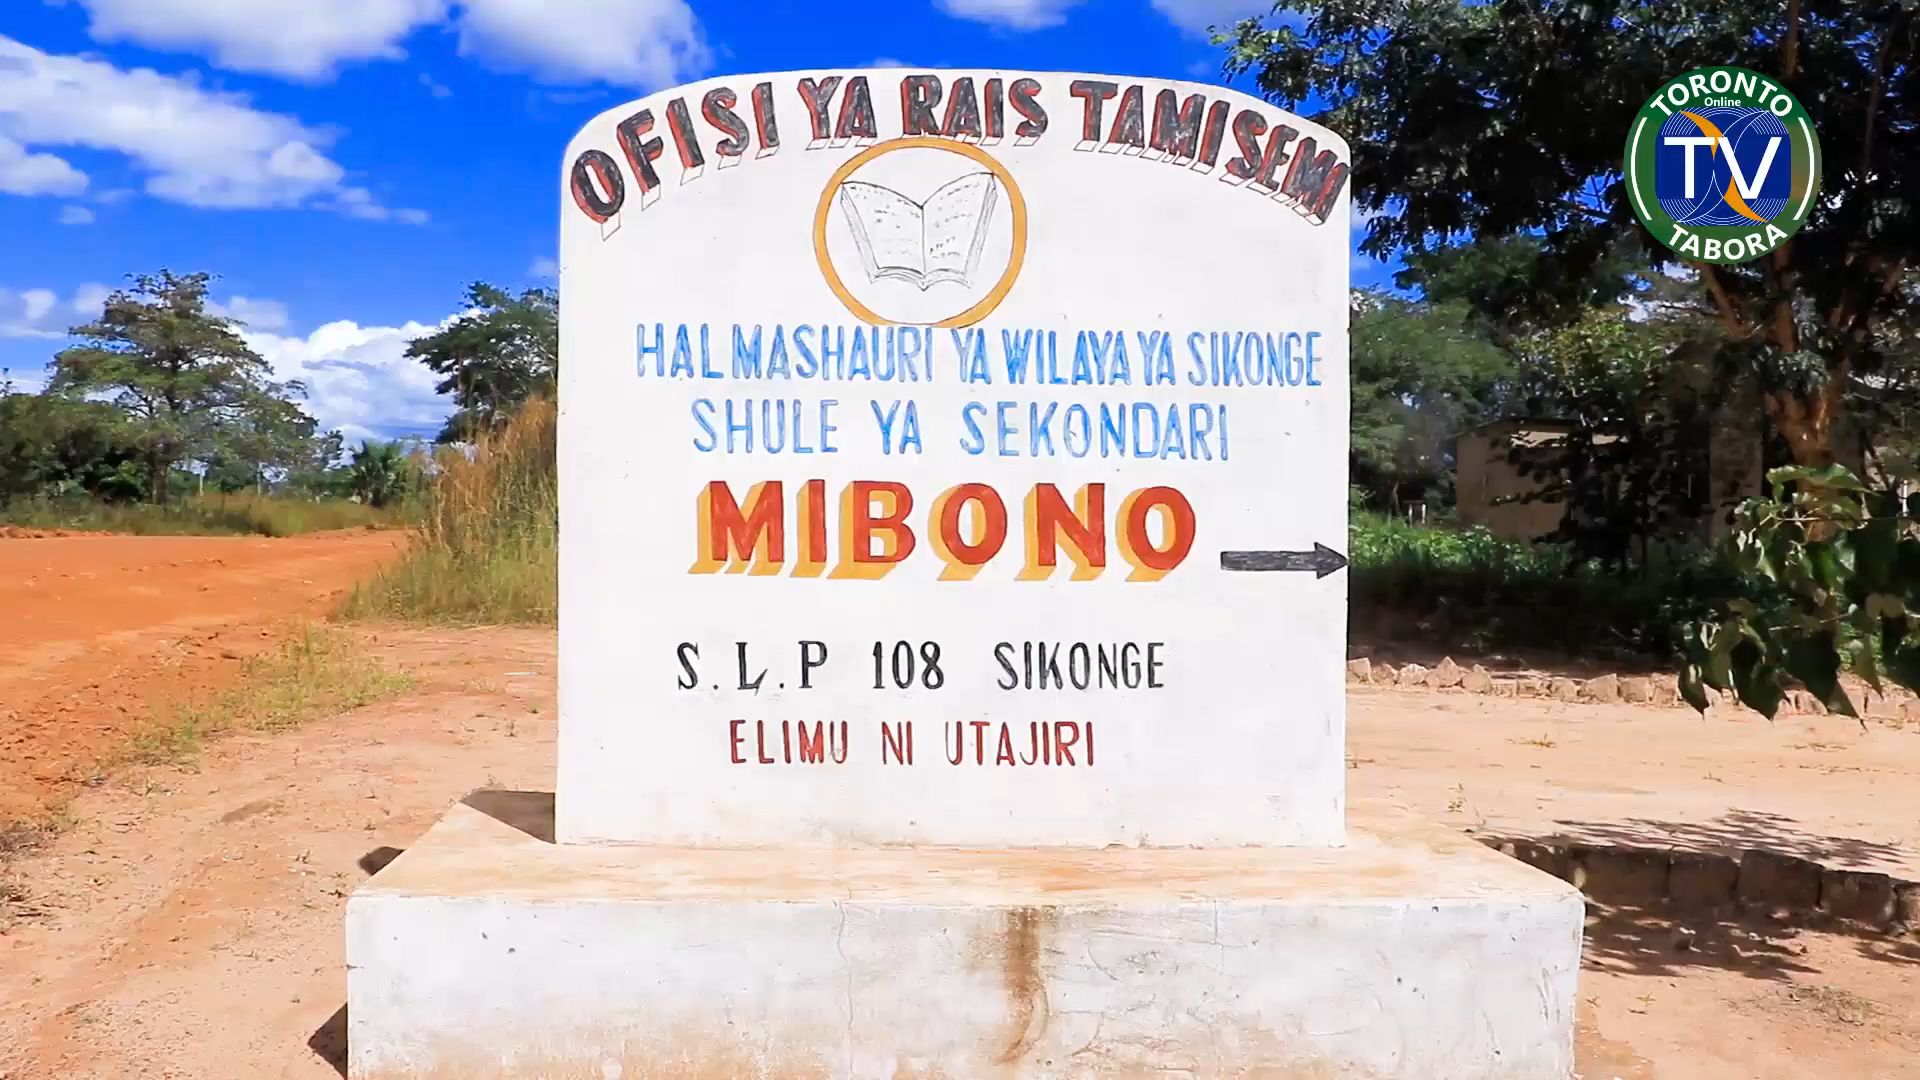 OFISI YA RAIS TAMISEMI
HALMASHAURI YA WILAYA YA SIKONGE
SHULE YA SEKONDARI
MIBONO
S.L.P 108 SIKONGE
ELIMU NI UTAJIRI
TORONTO
Online
TV
TABORA